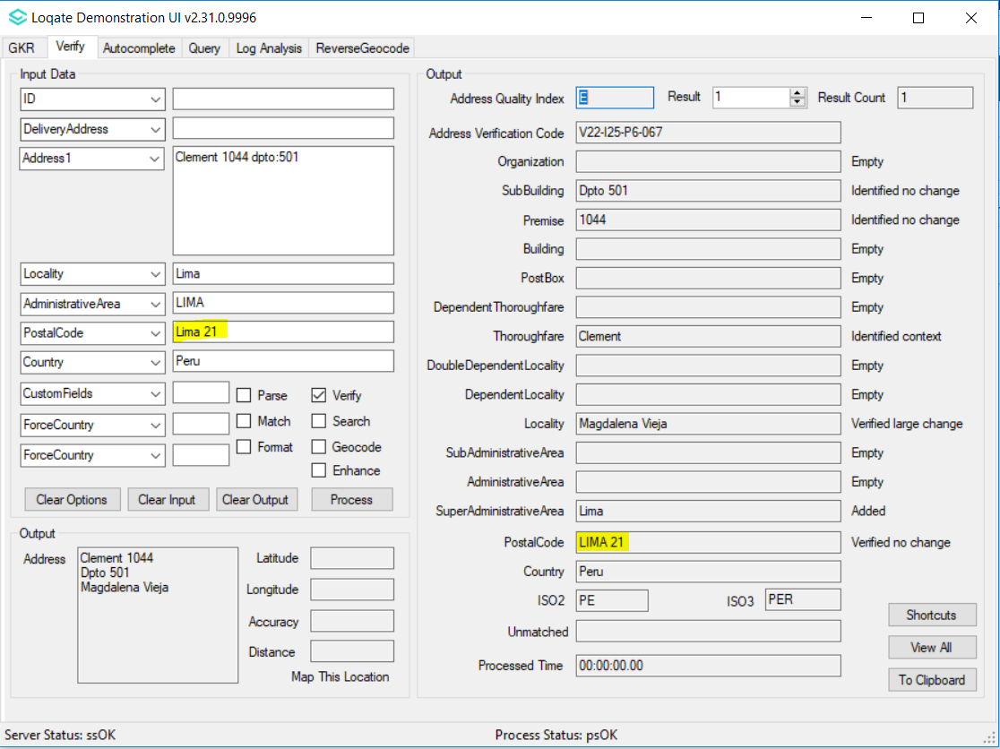 Loqate Demonstration UI v2.31.0.9996
GKR Verify Autocomplete Query Log Analysis ReverseGeocode
Input Data
ID
DeliveryAddress
Address1 Clement 1044 dpto:501
Locality Lima
AdministrativeArea LIMA
PostalCode Lima 21
Country Peru
CustomFields Parse Verify
ForceCountry Match Search
ForceCountry Format Geocode
Enhance
Clear Options Clear Input Clear Output Process
Output
Address Clement 1044
Dpto 501
Magdalena Vieja
Latitude
Longitude
Accuracy
Distance
Map This Location
Output
Address Quality Index E Result 1 Result Count 1
Address Verification Code V22-I25-P6-067
Organization Empty
SubBuilding Dpto 501 Identified no change
Premise 1044 Identified no change
Building Empty
PostBox Empty
DependentThoroughfare Empty
Thoroughfare Clement Identified context
DoubleDependentLocality Empty
DependentLocality Empty
Locality Magdalena Vieja Verified large change
SubAdministrativeArea Empty
AdministrativeArea Empty
SuperAdministrativeArea Lima Added
PostalCode LIMA 21 Verified no change
Country Peru
ISO2 PE ISO3 PER
Unmatched
Processed Time 00:00:00.00
Shortcuts
View All
To Clipboard
Server Status: ssOK Process Status: psOK